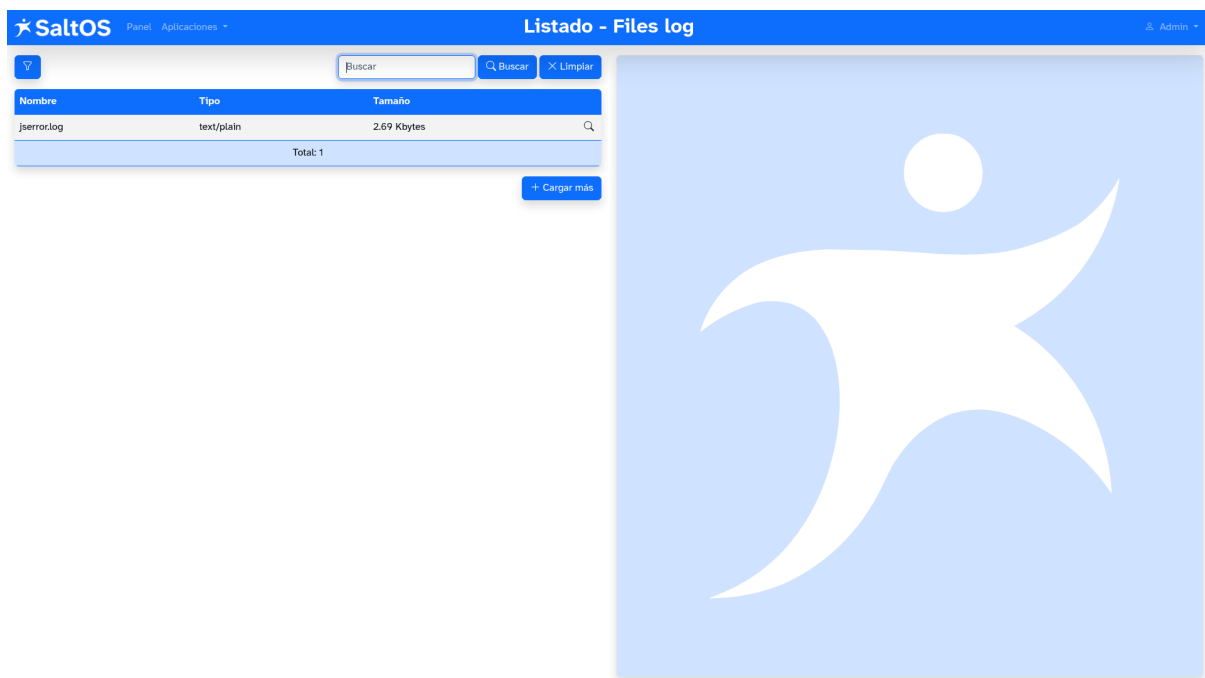 SaltOS Panel Aplicaciones Listado - Files log Admin
Buscar Buscar Limpiar
Nombre Tipo Tamaño
jserror.log text/plain 2.69 Kbytes
Total: 1
+ Cargar más